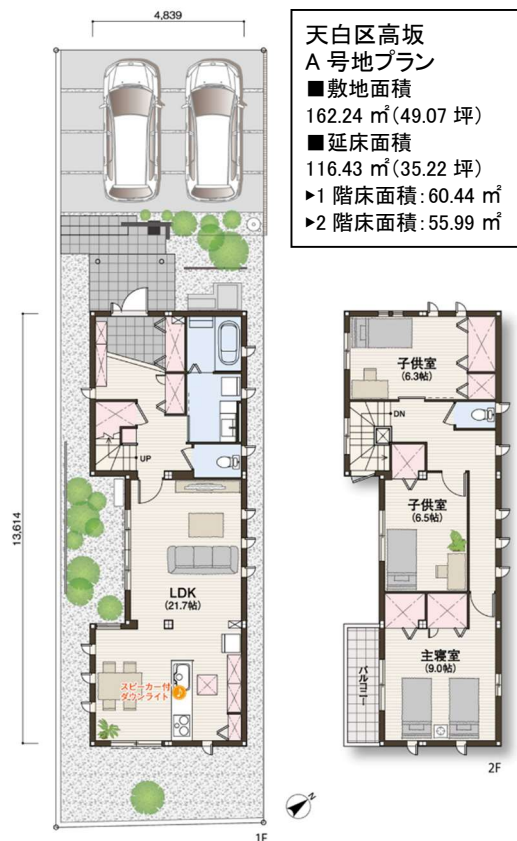 4,839
天白区高坂
A 号地プラン
■敷地面積
162.24 ㎡(49.07 坪)
■延床面積
116.43 ㎡(35.22 坪)
▶1 階床面積:60.44 ㎡
▶2 階床面積:55.99 ㎡
13,614
UP
LDK
(21.7帖)
スピーカー付
ダウンライト
1F
N
子供室
(6.3帖)
DN
子供室
(6.5帖)
主寝室
(9.0帖)
バルコニー
2F